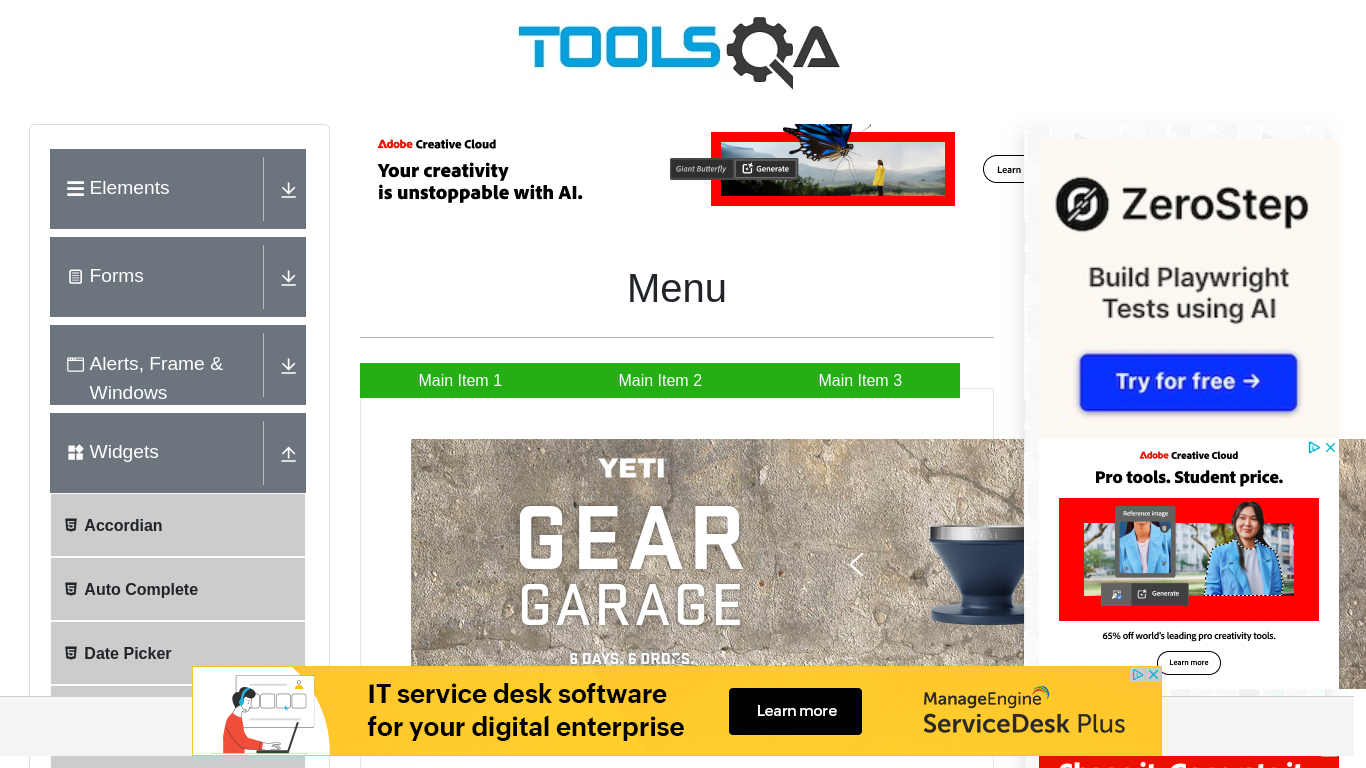 TOOLSQA
Elements
Forms
Alerts, Frame &
Windows
Widgets
Accordian
Auto Complete
Date Picker
Adobe Creative Cloud
Your creativity
is unstoppable with AI.
Giant Butterfly
Generate
Learn
Menu
Main Item 1
Main Item 2
Main Item 3
YETI
GEAR
GARAGE
6 DAYS. 6 DROPS.
YETI
ZeroStep
Build Playwright
Tests using AI
Try for free →
Adobe Creative Cloud
Pro tools. Student price.
Reference image
Generate
65% off world's leading pro creativity tools.
Learn more
IT service desk software
for your digital enterprise
Learn more
ManageEngine
ServiceDesk Plus